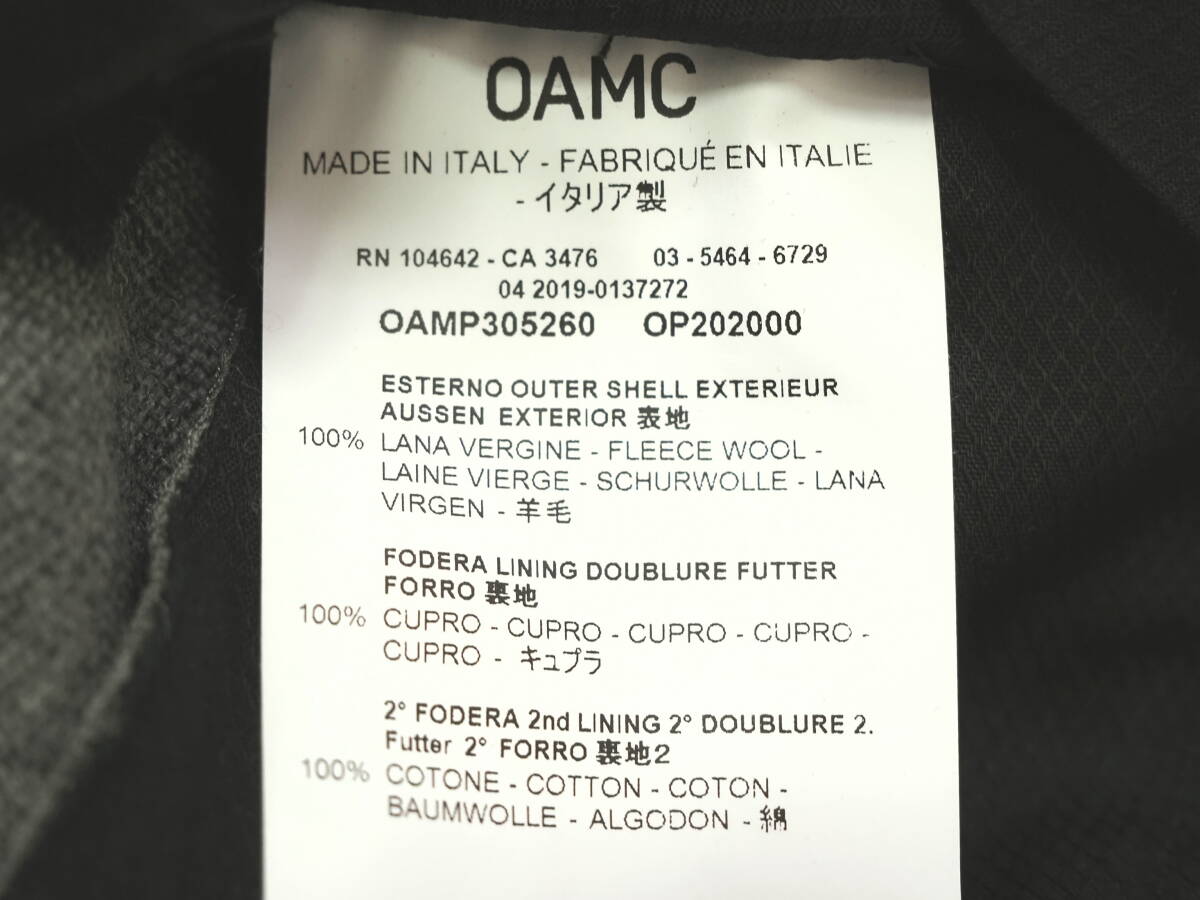 OAMC
MADE IN ITALY - FABRIQUÉ EN ITALIE
- イタリア製
RN 104642 - CA 3476 03 - 5464 - 6729
04 2019-0137272
OAMP305260 OP202000
ESTERNO OUTER SHELL EXTERIEUR
AUSSEN EXTERIOR 表地
100% LANA VERGINE - FLEECE WOOL -
LAINE VIERGE - SCHURWOLLE - LANA
VIRGEN - 羊毛
FODERA LINING DOUBLURE FUTTER
FORRO 裏地
100% CUPRO - CUPRO - CUPRO - CUPRO -
CUPRO - キュプラ
2° FODERA 2nd LINING 2° DOUBLURE 2.
Futter 2° FORRO 裏地2
100% COTONE - COTTON - COTON -
BAUMWOLLE - ALGODON - 綿